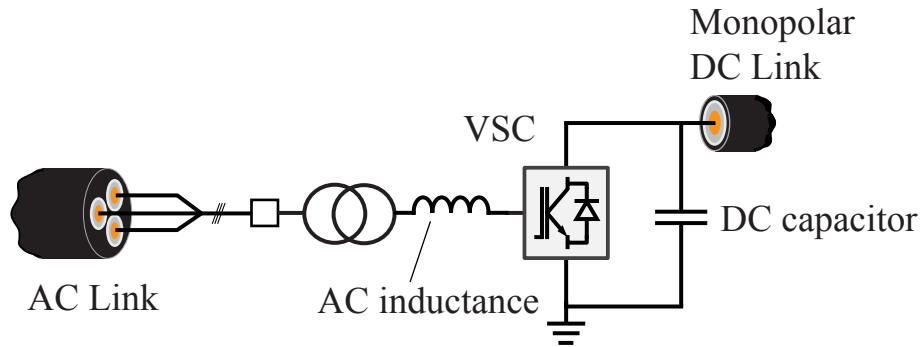 Monopolar
DC Link
VSC
DC capacitor
AC Link
AC inductance